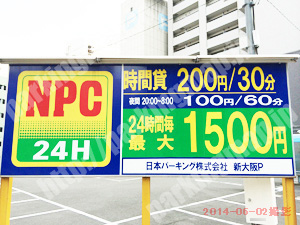 NPC
24H
時間貸 200円/30分
夜間 20:00~8:00 100円/60分
24時間毎
最大 1500円
日本パーキング株式会社 新大阪P
2014-05-02撮影